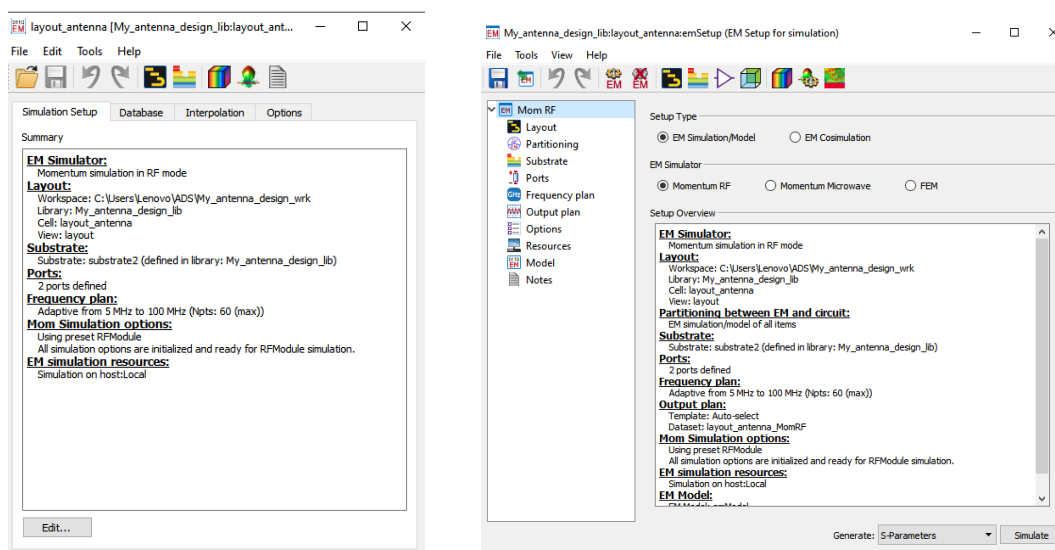 layout_antenna [My_antenna_design_lib:layout_ant...
File Edit Tools Help
Simulation Setup Database Interpolation Options
Summary
EM Simulator:
Momentum simulation in RF mode
Layout:
Workspace: C:\Users\Lenovo\ADS\My_antenna_design_wrk
Library: My_antenna_design_lib
Cell: layout_antenna
View: layout
Substrate:
Substrate: substrate2 (defined in library: My_antenna_design_lib)
Ports:
2 ports defined
Frequency plan:
Adaptive from 5 MHz to 100 MHz (Npts: 60 (max))
Mom Simulation options:
Using preset RFModule
All simulation options are initialized and ready for RFModule simulation.
EM simulation resources:
Simulation on host:Local
Edit...
EM My_antenna_design_lib:layout_antenna:emSetup (EM Setup for simulation)
File Tools View Help
EM EM
EM Mom RF
Layout
Partitioning
Substrate
Ports
GHz Frequency plan
Output plan
Options
Resources
Model
Notes
Setup Type
EM Simulation/Model EM Cosimulation
EM Simulator
Momentum RF Momentum Microwave FEM
Setup Overview
EM Simulator:
Momentum simulation in RF mode
Layout:
Workspace: C:\Users\Lenovo\ADS\My_antenna_design_wrk
Library: My_antenna_design_lib
Cell: layout_antenna
View: layout
Partitioning between EM and circuit:
EM simulation/model of all items
Substrate:
Substrate: substrate2 (defined in library: My_antenna_design_lib)
Ports:
2 ports defined
Frequency plan:
Adaptive from 5 MHz to 100 MHz (Npts: 60 (max))
Output plan:
Template: Auto-select
Dataset: layout_antenna_MomRF
Mom Simulation options:
Using preset RFModule
All simulation options are initialized and ready for RFModule simulation.
EM simulation resources:
Simulation on host:Local
EM Model:
Generate: S-Parameters Simulate